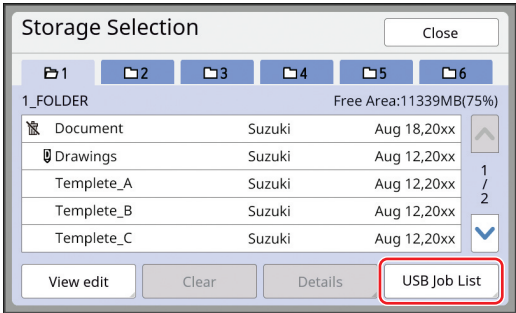 Storage Selection Close
1 2 3 4 5 6
1_FOLDER Free Area:11339MB(75%)
Document Suzuki Aug 18,20xx
Drawings Suzuki Aug 12,20xx
Templete_A Suzuki Aug 12,20xx
Templete_B Suzuki Aug 12,20xx
Templete_C Suzuki Aug 12,20xx
1
/
2
View edit Clear Details USB Job List